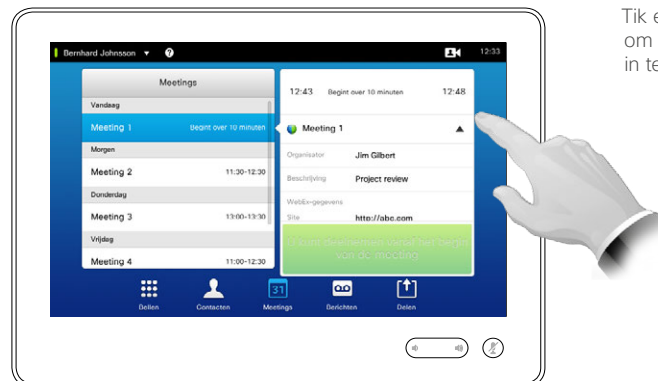 Tik e
om
in te
Bernhard Johnsson ▼ ? 12:33
Meetings
Vandaag
Meeting 1 Begint over 10 minuten
Morgen
Meeting 2 11:30-12:30
Donderdag
Meeting 3 13:00-13:30
Vrijdag
Meeting 4 11:00-12:30
12:43 Begint over 10 minuten 12:48
Meeting 1
Organisator Jim Gilbert
Beschrijving Project review
WebEx-gegevens
Site http://abc.com
U kunt deelnemen vanaf het begin
van de meeting
Bellen Contacten 31 Meetings Berichten Delen